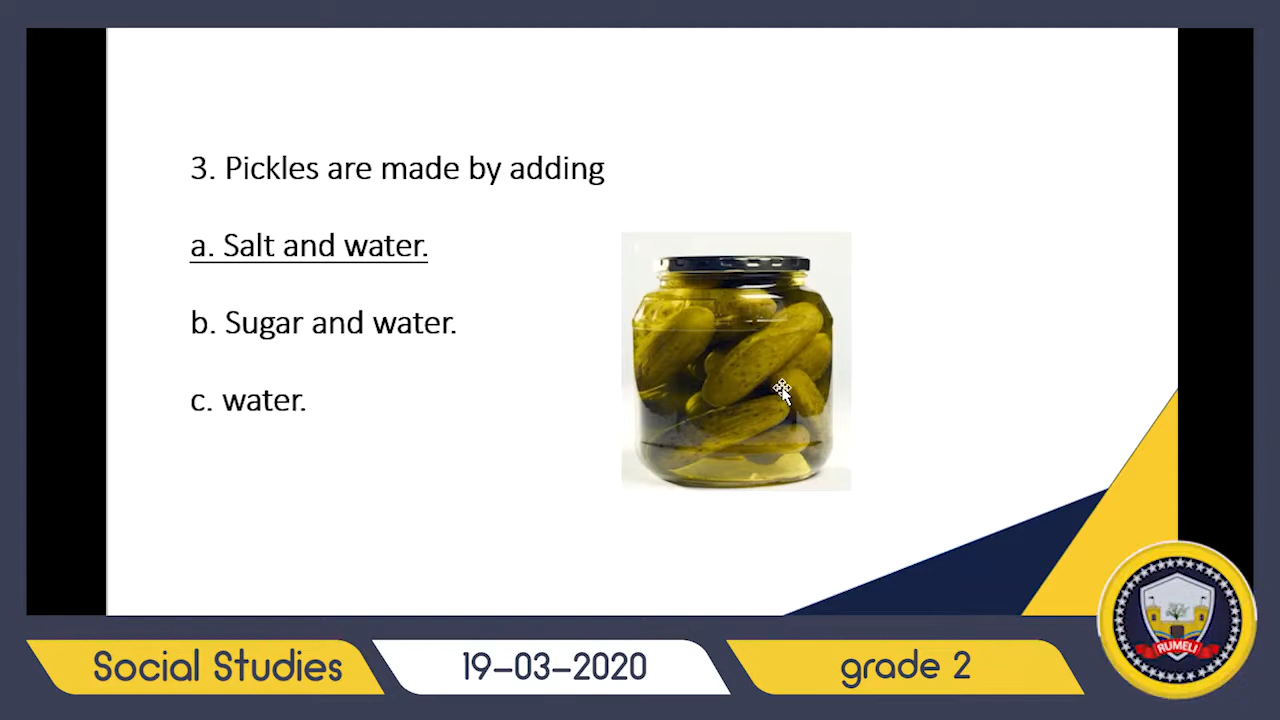 3. Pickles are made by adding
a. Salt and water.
b. Sugar and water.
c. water.
RUMELI
Social Studies
19-03-2020
grade 2